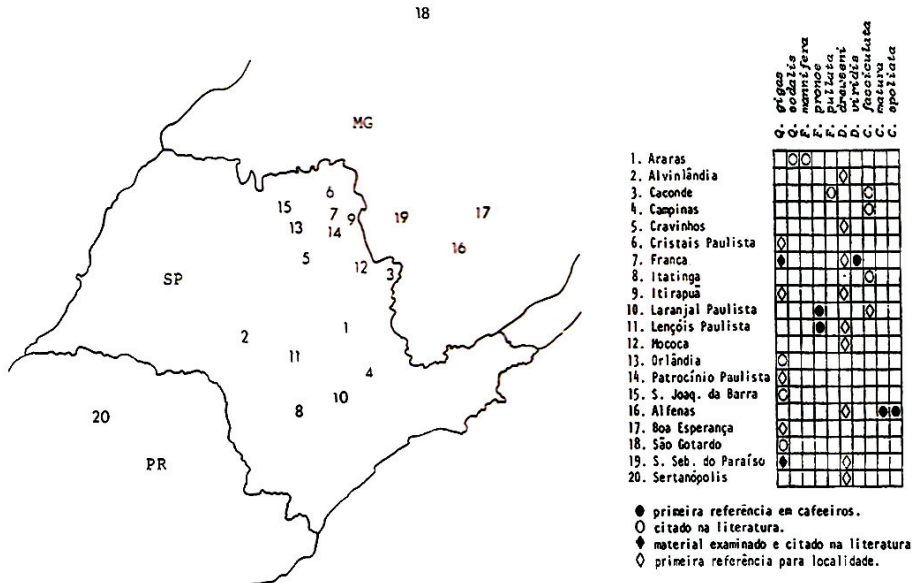 18
MG
6
15
7
9
19
17
13
14
16
5
12
3
SP
2
1
11
4
10
8
20
PR
Q. gigas
Q. sodalis
F. mannifera
F. pronoe
F. pullata
D. drewseni
D. viridis
C. fasciculata
C. matura
C. spoliata
1. Araras
2. Alvinlândia
3. Caconde
4. Campinas
5. Cravinhos
6. Cristais Paulista
7. Franca
8. Itatinga
9. Itirapuã
10. Laranjal Paulista
11. Lençóis Paulista
12. Mococa
13. Orlândia
14. Patrocínio Paulista
15. S. Joaq. da Barra
16. Alfenas
17. Boa Esperança
18. São Gotardo
19. S. Seb. do Paraíso
20. Sertanópolis
primeira referência em cafeeiros.
citado na literatura.
material examinado e citado na literatura
primeira referência para localidade.